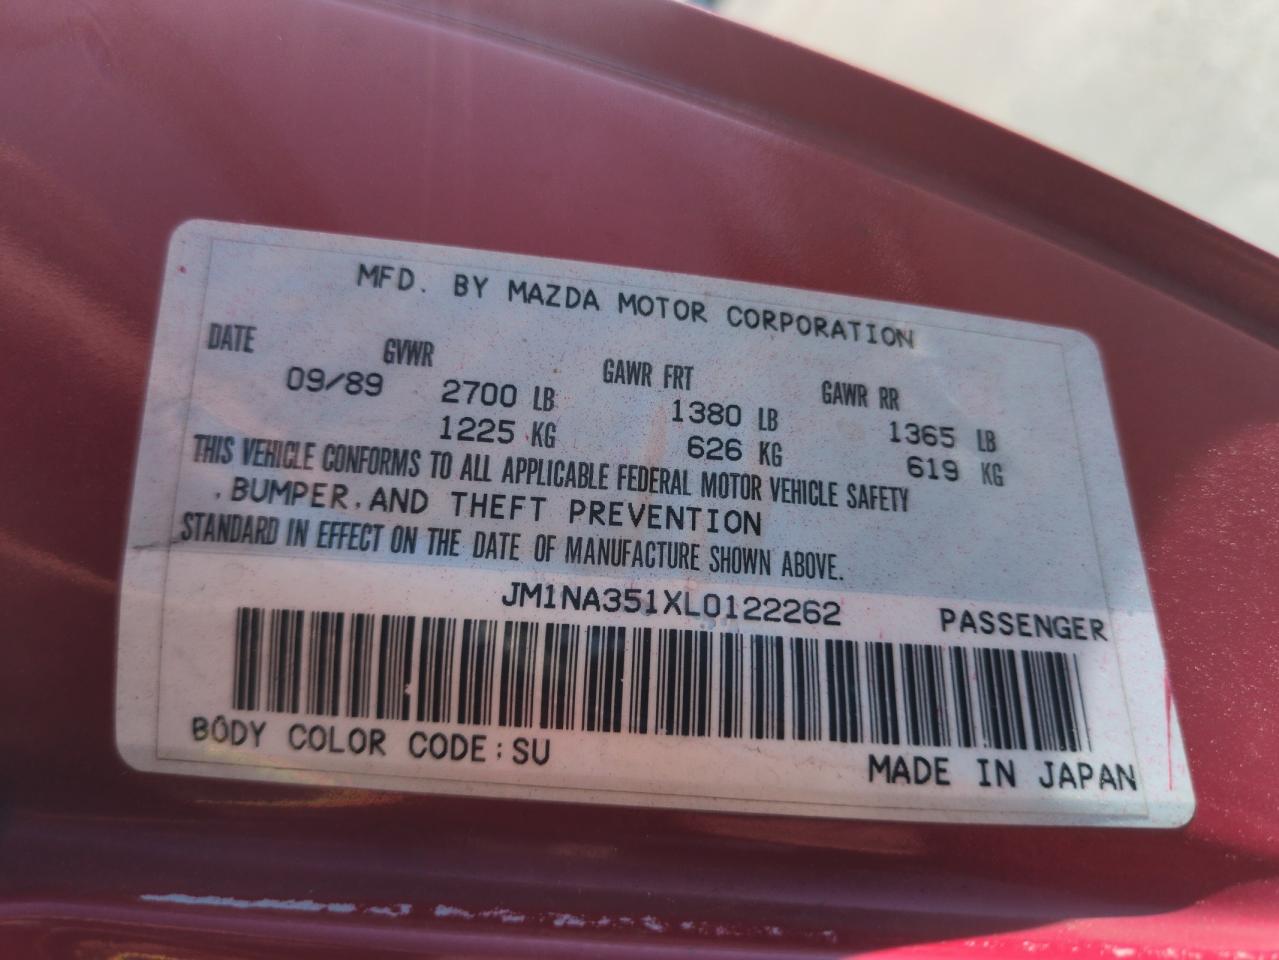 MFD. BY MAZDA MOTOR CORPORATION
DATE GVWR GAWR FRT GAWR RR
09/89 2700 LB 1380 LB 1365 LB
1225 KG 626 KG 619 KG
THIS VEHICLE CONFORMS TO ALL APPLICABLE FEDERAL MOTOR VEHICLE SAFETY
, BUMPER, AND THEFT PREVENTION
STANDARD IN EFFECT ON THE DATE OF MANUFACTURE SHOWN ABOVE.
JM1NA351XL0122262 PASSENGER
BODY COLOR CODE:SU
MADE IN JAPAN